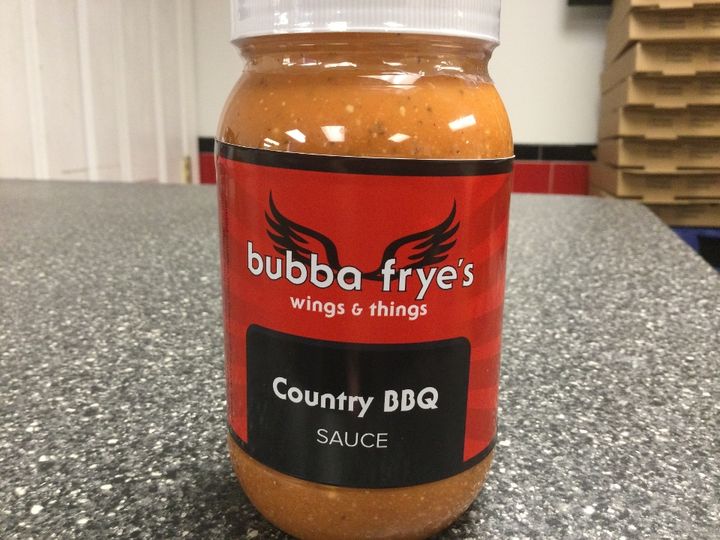 bubba frye's
wings & things
Country BBQ
SAUCE